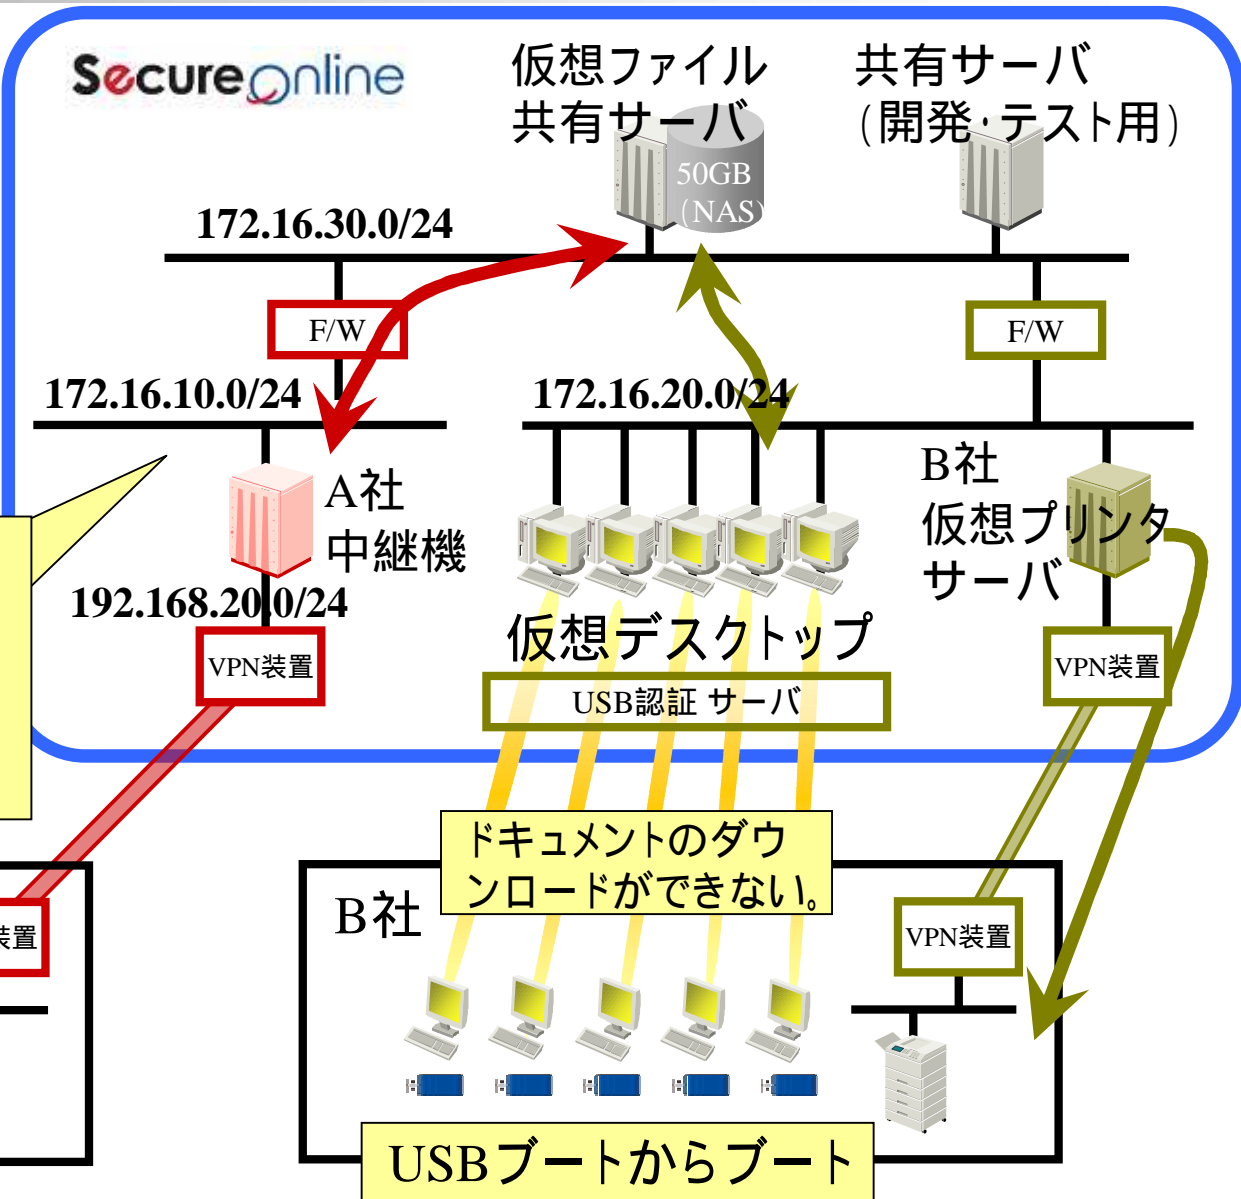 Secureonline
仮想ファイル
共有サーバ
共有サーバ
(開発・テスト用)
50GB
(NAS)
172.16.30.0/24
F/W
F/W
172.16.10.0/24
172.16.20.0/24
A社
中継機
B社
仮想プリンタ
サーバ
192.168.20.0/24
仮想デスクトップ
VPN装置
VPN装置
USB認証 サーバ
ドキュメントのダウ
ンロードができない。
B社
装置
VPN装置
USBブートからブート